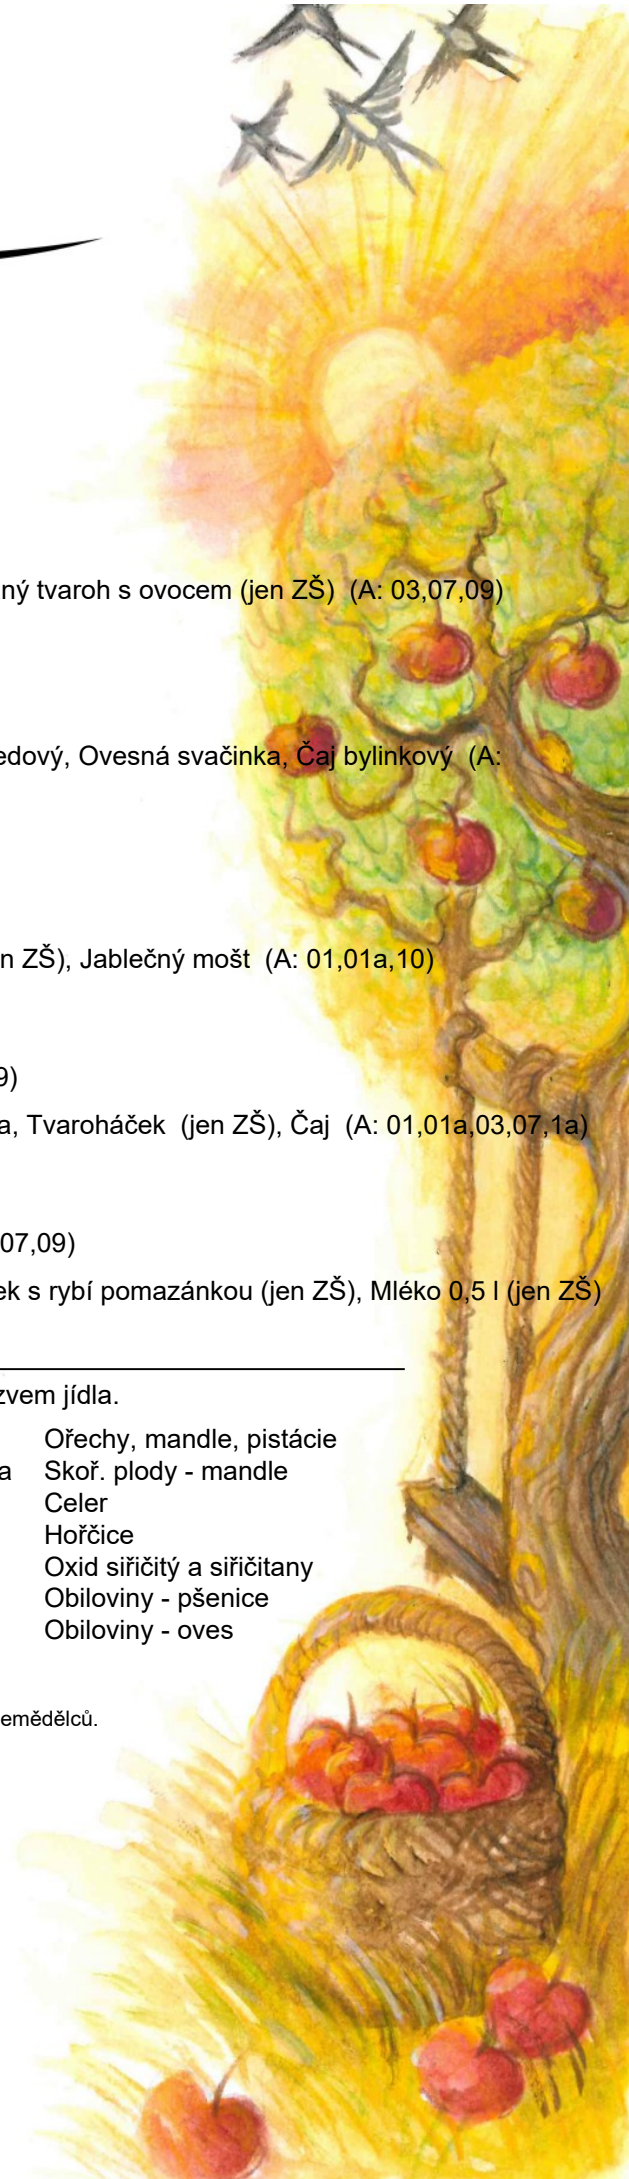 ný tvaroh s ovocem (jen ZŠ) (A: 03,07,09)
edový, Ovesná svačinka, Čaj bylinkový (A:
n ZŠ), Jablečný mošt (A: 01,01a,10)
9)
a, Tvaroháček (jen ZŠ), Čaj (A: 01,01a,03,07,1a)
07,09)
ek s rybí pomazánkou (jen ZŠ), Mléko 0,5 l (jen ZŠ)
zvem jídla.
Ořechy, mandle, pistácie
a Skoř. plody - mandle
Celer
Hořčice
Oxid siřičitý a siřičitany
Obiloviny - pšenice
Obiloviny - oves
emědělců.